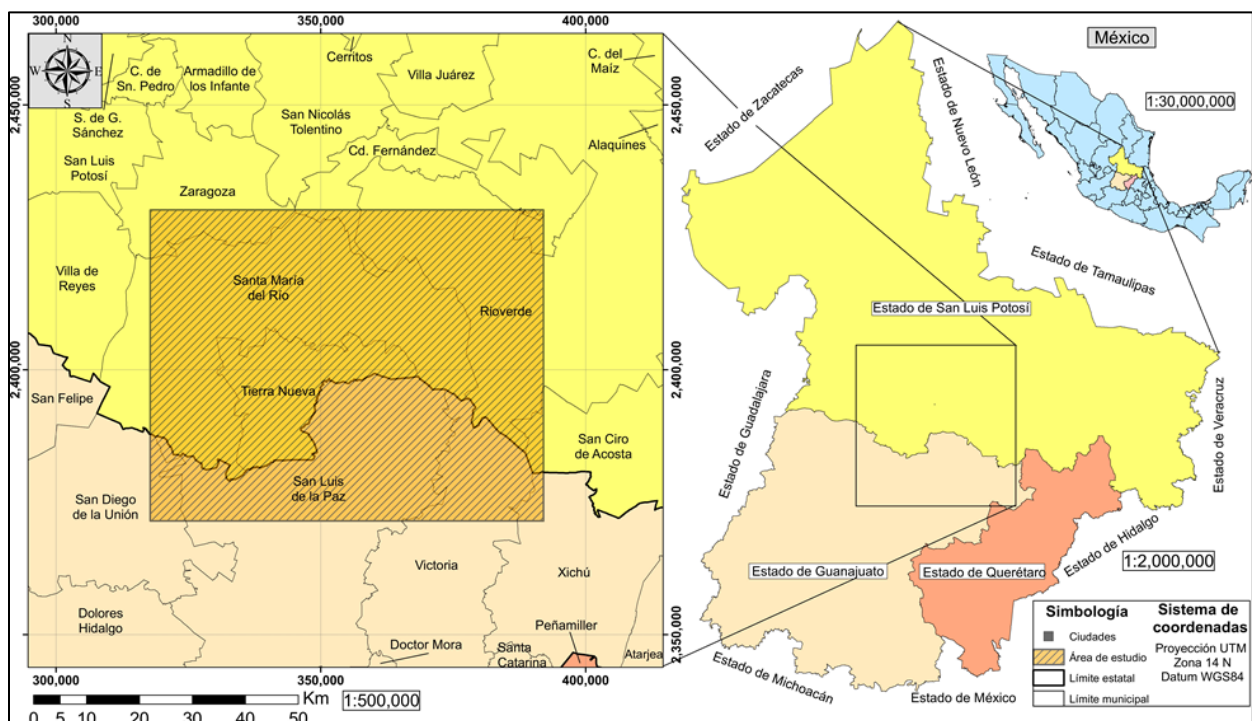 300,000
350,000
400,000
N
W
E
S
C. de
Sn. Pedro
Armadillo de
los Infante
Cerritos
Villa Juárez
C. del
Maíz
2,450,000
2,450,000
S. de G.
Sánchez
San Nicolás
Tolentino
Cd. Fernández
Alaquines
San Luis
Potosí
Zaragoza
Villa de
Reyes
Santa María
del Río
Rioverde
2,400,000
2,400,000
San Felipe
Tierra Nueva
San Ciro
de Acosta
San Diego
de la Unión
San Luis
de la Paz
Victoria
Xichú
Dolores
Hidalgo
Peñamiller
Doctor Mora
Santa
Catarina
Atarjea
2,350,000
300,000
350,000
400,000
Km
0 5 10 20 30 40 50
1:500,000
México
1:30,000,000
Estado de Zacatecas
Estado de Nuevo León
Estado de Tamaulipas
Estado de San Luis Potosí
Estado de Guadalajara
Estado de Veracruz
Estado de Hidalgo
Estado de Guanajuato
Estado de Querétaro
1:2,000,000
Estado de Michoacán
Estado de México
Simbología
Ciudades
Área de estudio
Límite estatal
Límite municipal
Sistema de
coordenadas
Proyección UTM
Zona 14 N
Datum WGS84